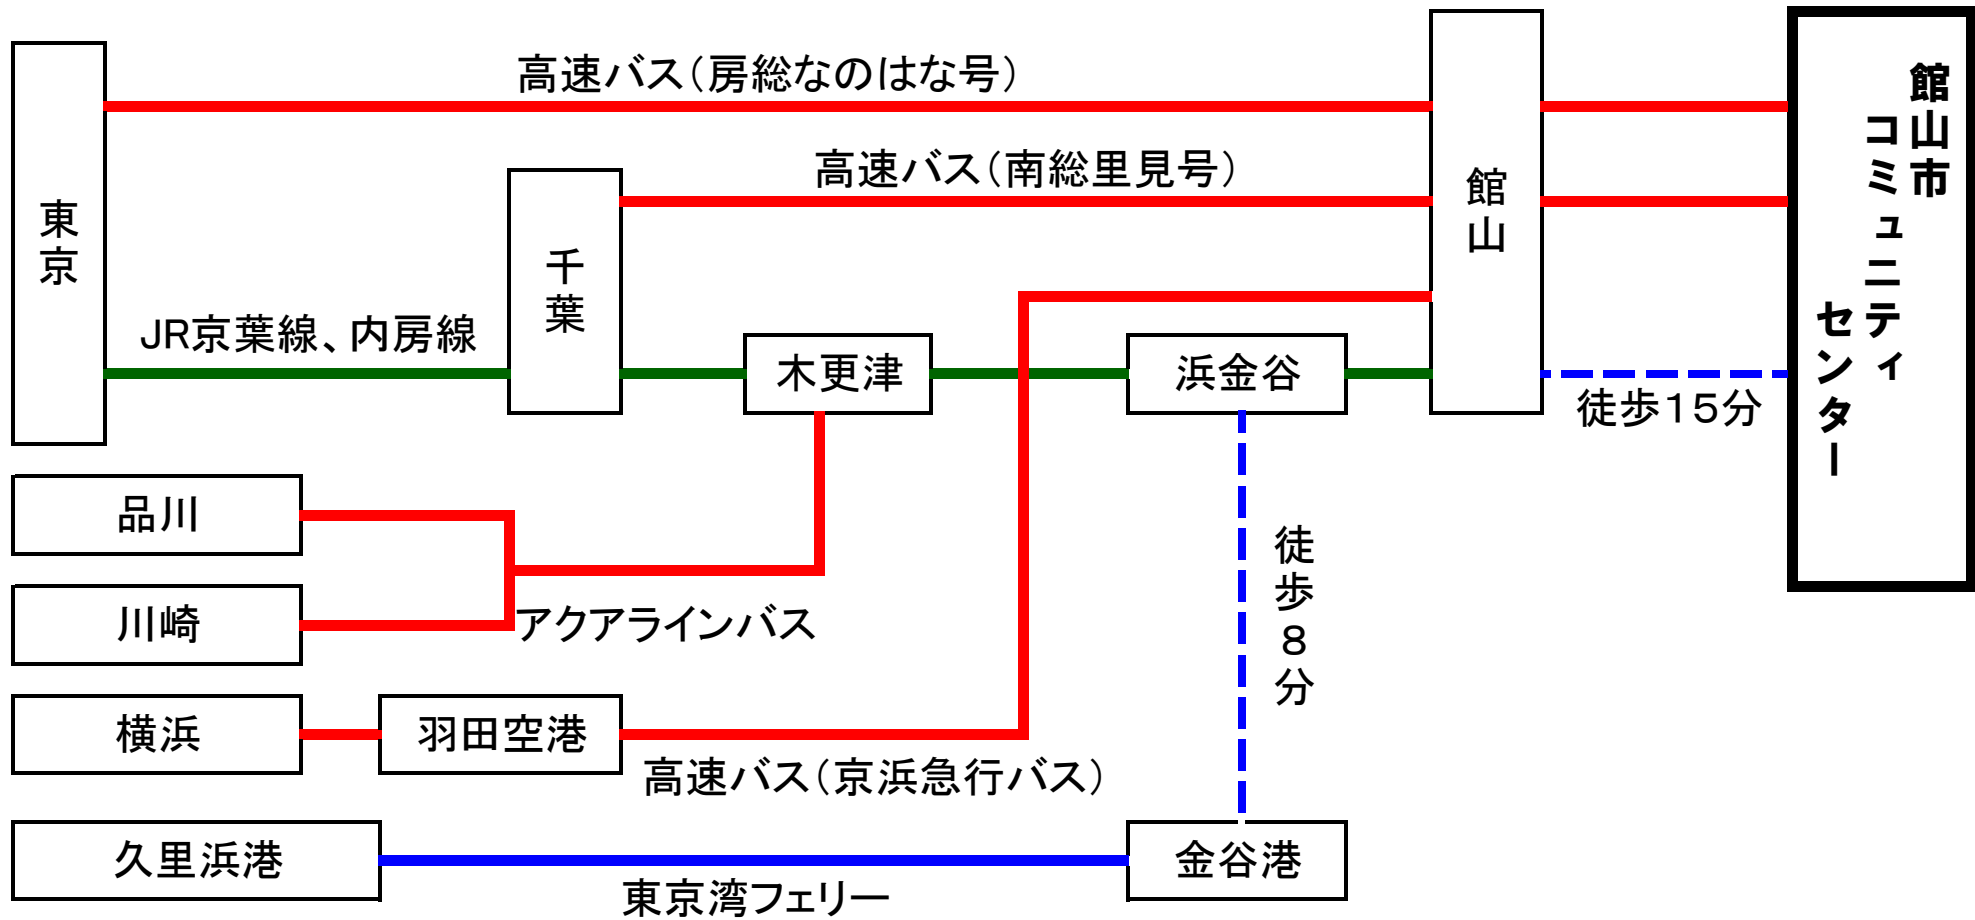 高速バス(房総なのはな号)
高速バス(南総里見号)
東京
千葉
館山
館山市
コミュニティ
センター
JR京葉線、内房線
木更津
浜金谷
徒歩15分
品川
川崎
アクアラインバス
徒歩8分
横浜
羽田空港
高速バス(京浜急行バス)
久里浜港
金谷港
東京湾フェリー